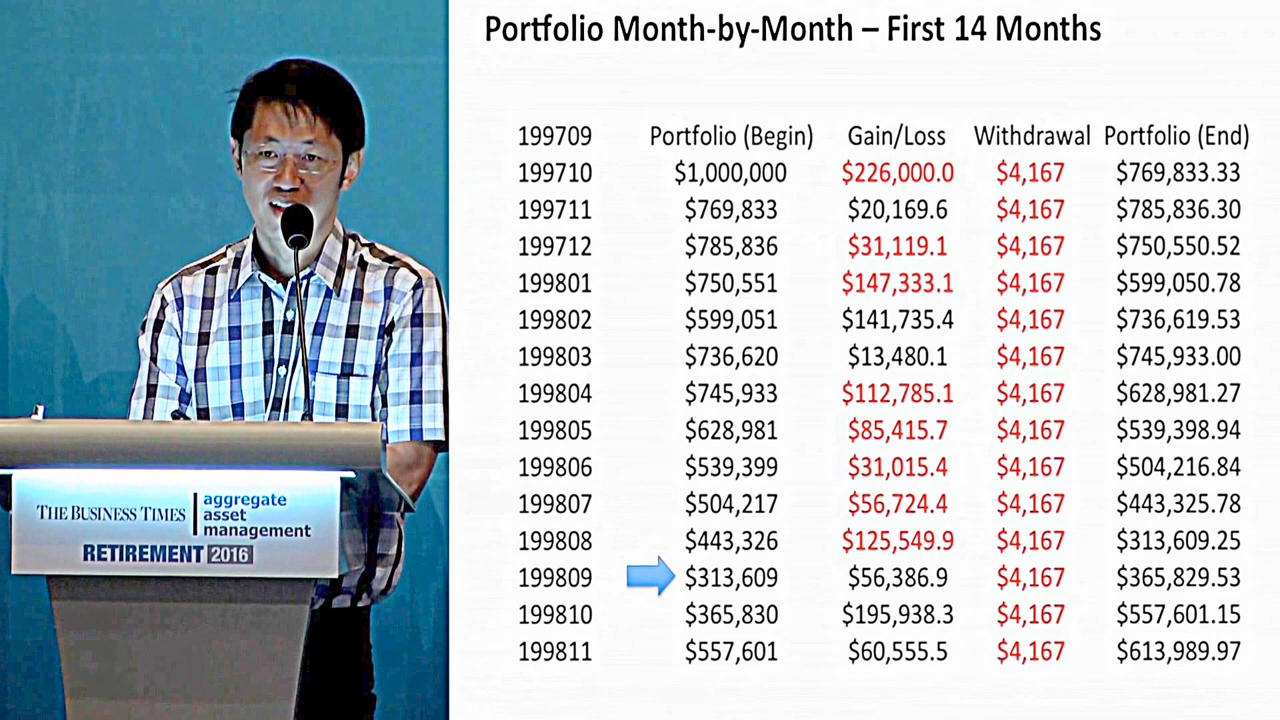 Portfolio Month-by-Month – First 14 Months
199709 Portfolio (Begin) Gain/Loss Withdrawal Portfolio (End)
199710 $1,000,000 $226,000.0 $4,167 $769,833.33
199711 $769,833 $20,169.6 $4,167 $785,836.30
199712 $785,836 $31,119.1 $4,167 $750,550.52
199801 $750,551 $147,333.1 $4,167 $599,050.78
199802 $599,051 $141,735.4 $4,167 $736,619.53
199803 $736,620 $13,480.1 $4,167 $745,933.00
199804 $745,933 $112,785.1 $4,167 $628,981.27
199805 $628,981 $85,415.7 $4,167 $539,398.94
199806 $539,399 $31,015.4 $4,167 $504,216.84
199807 $504,217 $56,724.4 $4,167 $443,325.78
199808 $443,326 $125,549.9 $4,167 $313,609.25
199809 $313,609 $56,386.9 $4,167 $365,829.53
199810 $365,830 $195,938.3 $4,167 $557,601.15
199811 $557,601 $60,555.5 $4,167 $613,989.97
THE BUSINESS TIMES
aggregate
asset
management
RETIREMENT 2016